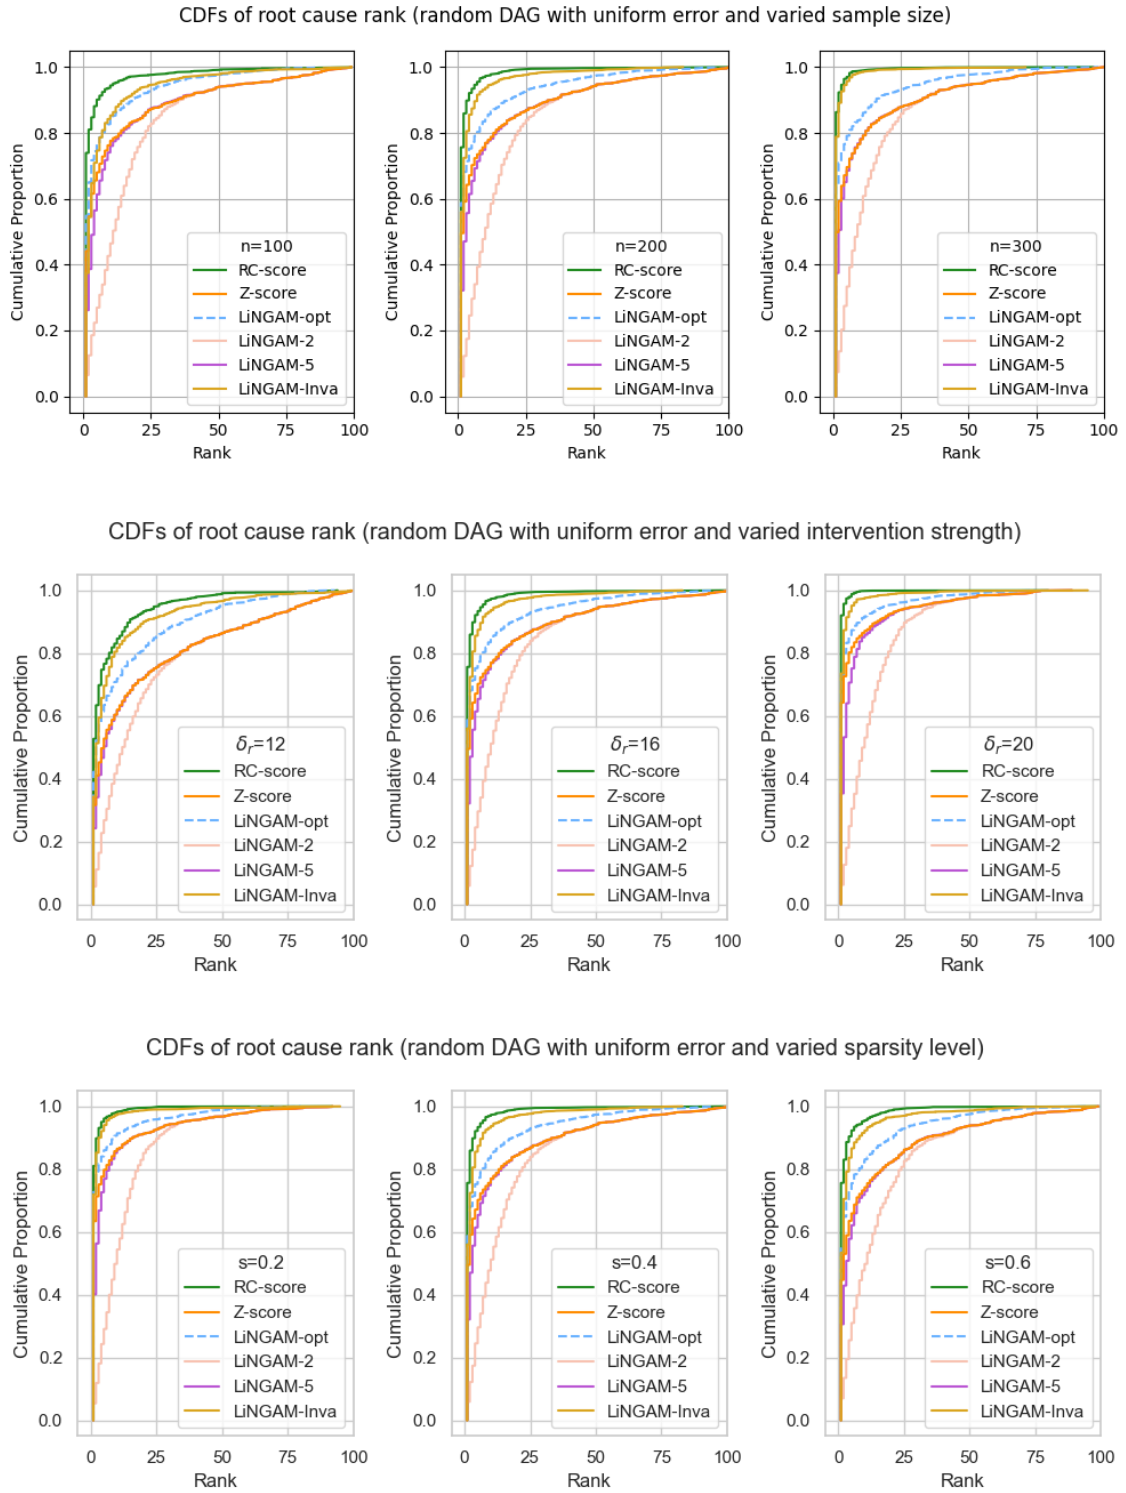 CDFs of root cause rank (random DAG with uniform error and varied sample size)
Cumulative Proportion
1.0
0.8
0.6
0.4
0.2
0.0
n=100
RC-score
Z-score
LiNGAM-opt
LiNGAM-2
LiNGAM-5
LiNGAM-Inva
0 25 50 75 100
Rank
Cumulative Proportion
1.0
0.8
0.6
0.4
0.2
0.0
n=200
RC-score
Z-score
LiNGAM-opt
LiNGAM-2
LiNGAM-5
LiNGAM-Inva
0 25 50 75 100
Rank
Cumulative Proportion
1.0
0.8
0.6
0.4
0.2
0.0
n=300
RC-score
Z-score
LiNGAM-opt
LiNGAM-2
LiNGAM-5
LiNGAM-Inva
0 25 50 75 100
Rank
CDFs of root cause rank (random DAG with uniform error and varied intervention strength)
Cumulative Proportion
1.0
0.8
0.6
0.4
0.2
0.0
δr=12
RC-score
Z-score
LiNGAM-opt
LiNGAM-2
LiNGAM-5
LiNGAM-Inva
0 25 50 75 100
Rank
Cumulative Proportion
1.0
0.8
0.6
0.4
0.2
0.0
δr=16
RC-score
Z-score
LiNGAM-opt
LiNGAM-2
LiNGAM-5
LiNGAM-Inva
0 25 50 75 100
Rank
Cumulative Proportion
1.0
0.8
0.6
0.4
0.2
0.0
δr=20
RC-score
Z-score
LiNGAM-opt
LiNGAM-2
LiNGAM-5
LiNGAM-Inva
0 25 50 75 100
Rank
CDFs of root cause rank (random DAG with uniform error and varied sparsity level)
Cumulative Proportion
1.0
0.8
0.6
0.4
0.2
0.0
s=0.2
RC-score
Z-score
LiNGAM-opt
LiNGAM-2
LiNGAM-5
LiNGAM-Inva
0 25 50 75 100
Rank
Cumulative Proportion
1.0
0.8
0.6
0.4
0.2
0.0
s=0.4
RC-score
Z-score
LiNGAM-opt
LiNGAM-2
LiNGAM-5
LiNGAM-Inva
0 25 50 75 100
Rank
Cumulative Proportion
1.0
0.8
0.6
0.4
0.2
0.0
s=0.6
RC-score
Z-score
LiNGAM-opt
LiNGAM-2
LiNGAM-5
LiNGAM-Inva
0 25 50 75 100
Rank